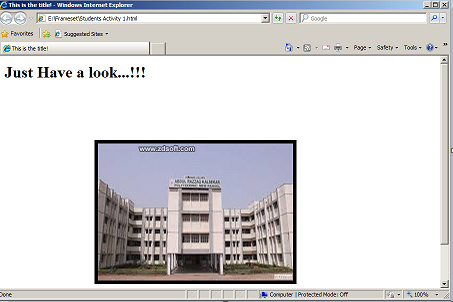 This is the title! - Windows Internet Explorer
E:\Frameset\Students Activity 1.html
Google
Favorites
Suggested Sites
This is the title!
Page
Safety
Tools
Just Have a look...!!!
www.zdsoft.com
ABDUL RAZZAQ KALSEKAR
POLYTECHNIC NEW
Done
Computer | Protected Mode: Off
100%